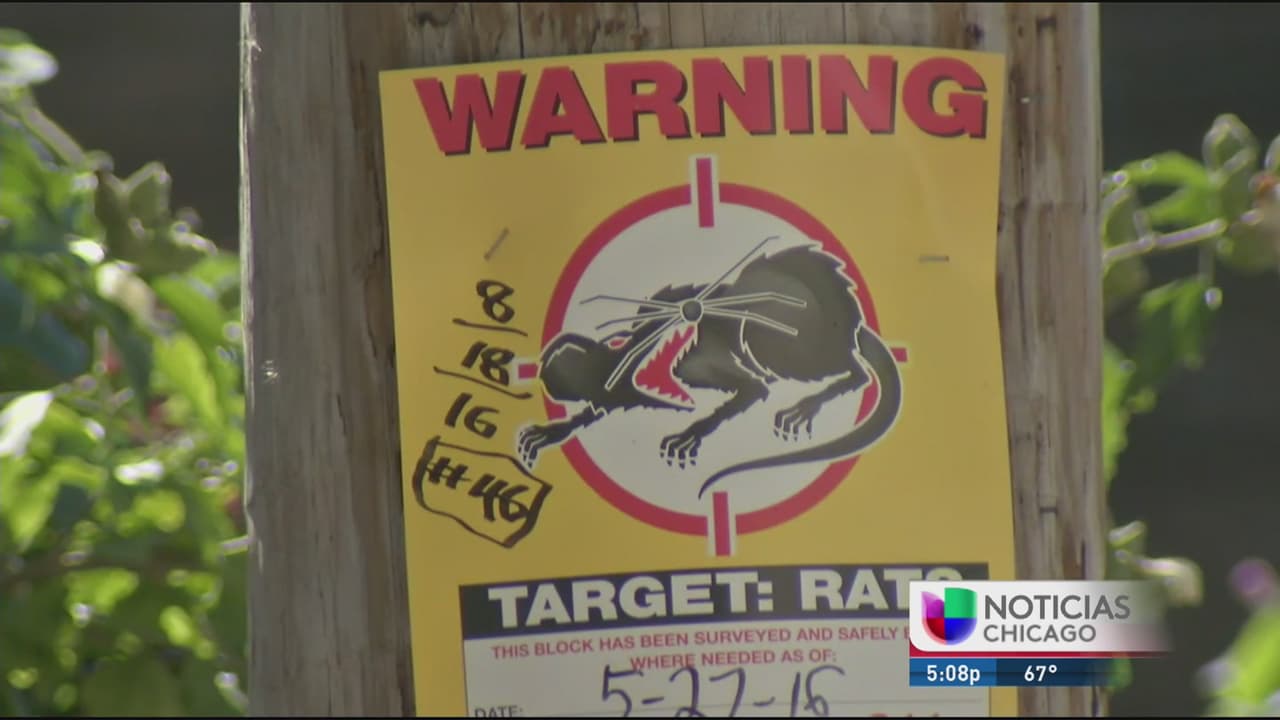 WARNING
8
18
16
#46
TARGET: RATS
THIS BLOCK HAS BEEN SURVEYED AND SAFELY
WHERE NEEDED AS OF:
5-27-16
DATE:
NOTICIAS
CHICAGO
5:08p 67°